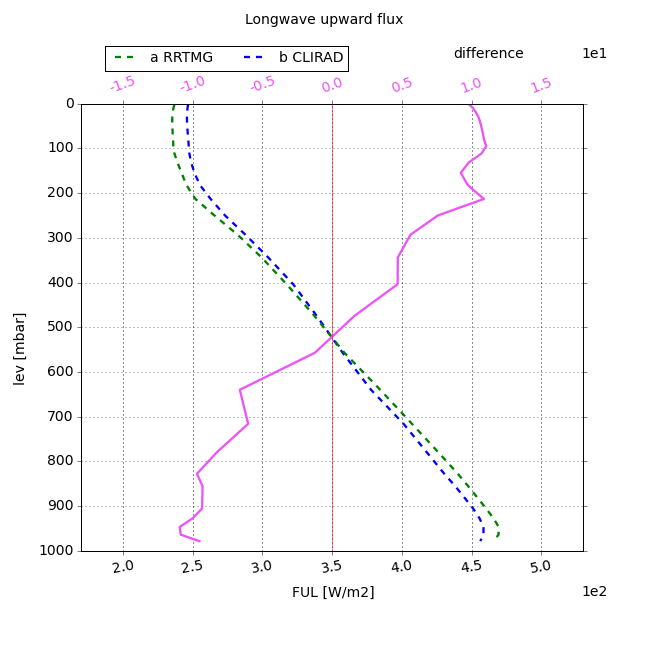 Longwave upward flux
a RRTMG b CLIRAD
difference 1e1
-1.5 -1.0 -0.5 0.0 0.5 1.0 1.5
0
100
200
300
400
500
600
700
800
900
1000
lev [mbar]
2.0 2.5 3.0 3.5 4.0 4.5 5.0
FUL [W/m2] 1e2